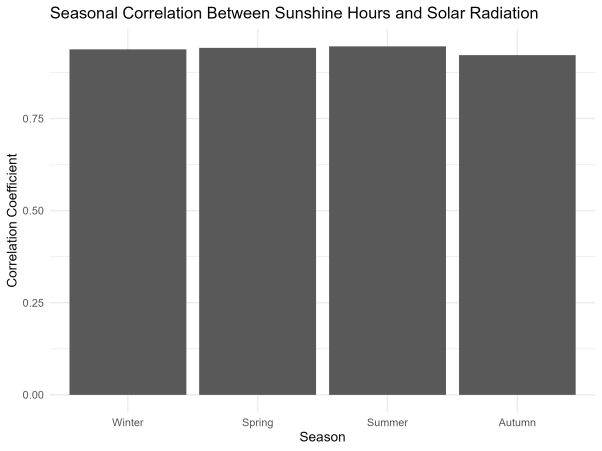 Seasonal Correlation Between Sunshine Hours and Solar Radiation
Correlation Coefficient
0.75
0.50
0.25
0.00
Winter Spring Summer Autumn
Season